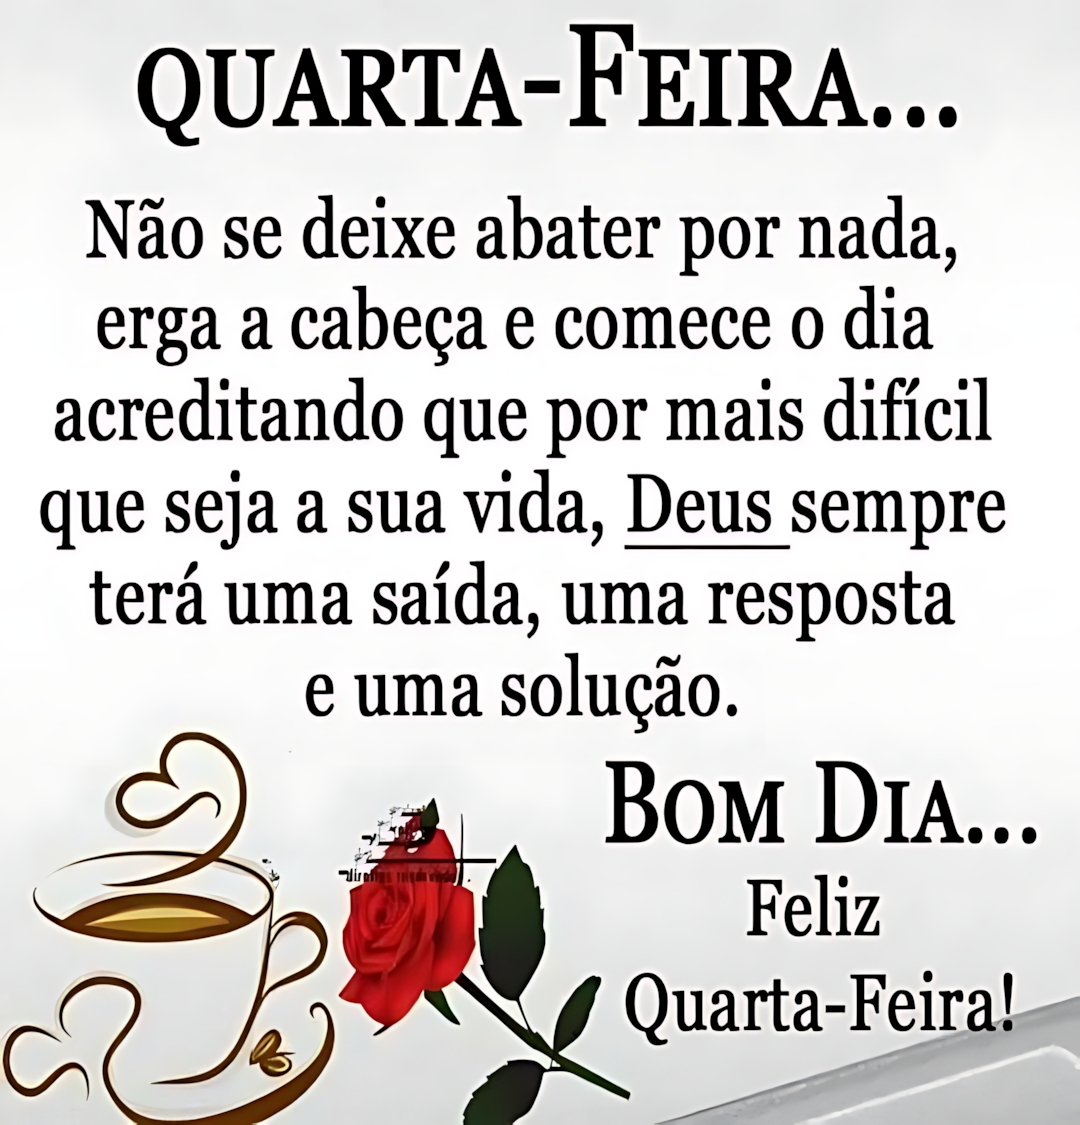 QUARTA-FEIRA...
Não se deixe abater por nada,
erga a cabeça e comece o dia
acreditando que por mais difícil
que seja a sua vida, Deus sempre
terá uma saída, uma resposta
e uma solução.
BOM DIA...
Feliz
Quarta-Feira!